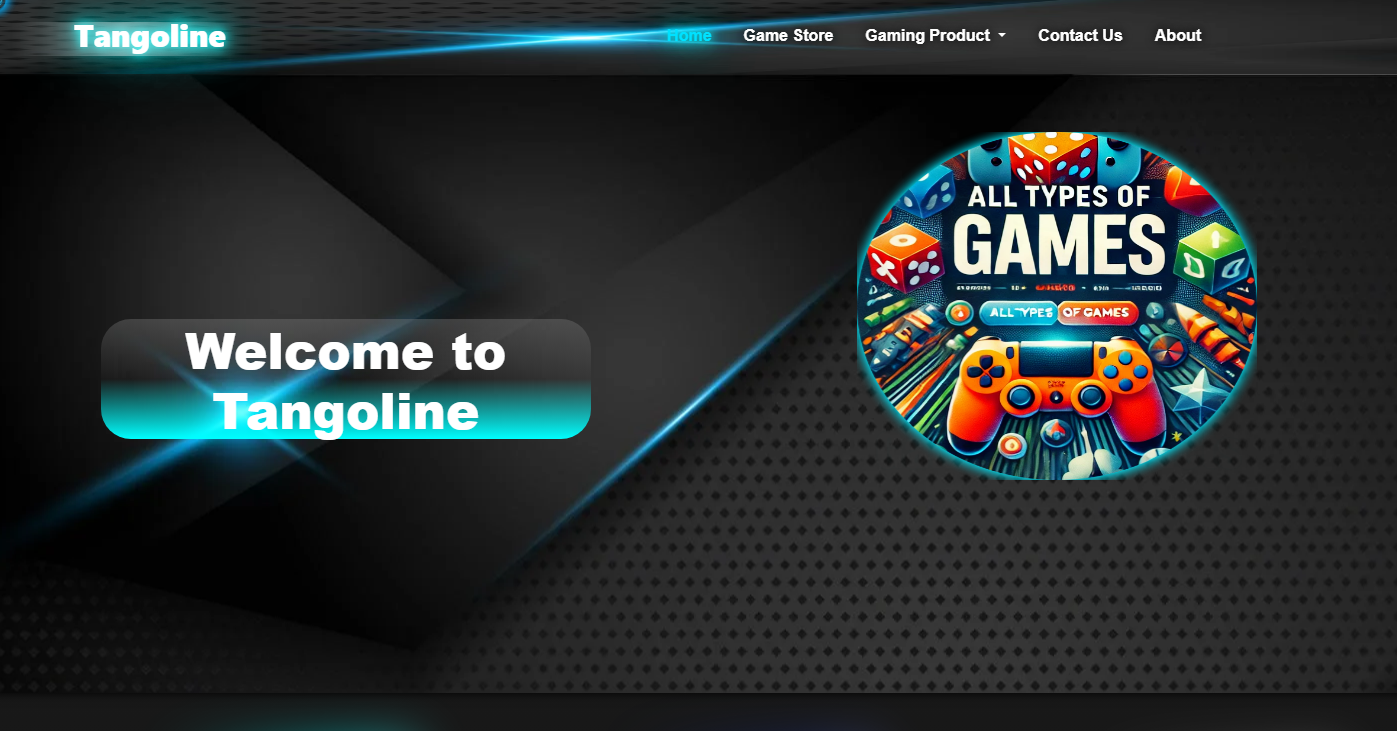 Tangoline
Home
Game Store
Gaming Product
Contact Us
About
ALL TYPES OF
GAMES
ALL TYPES OF GAMES
Welcome to
Tangoline